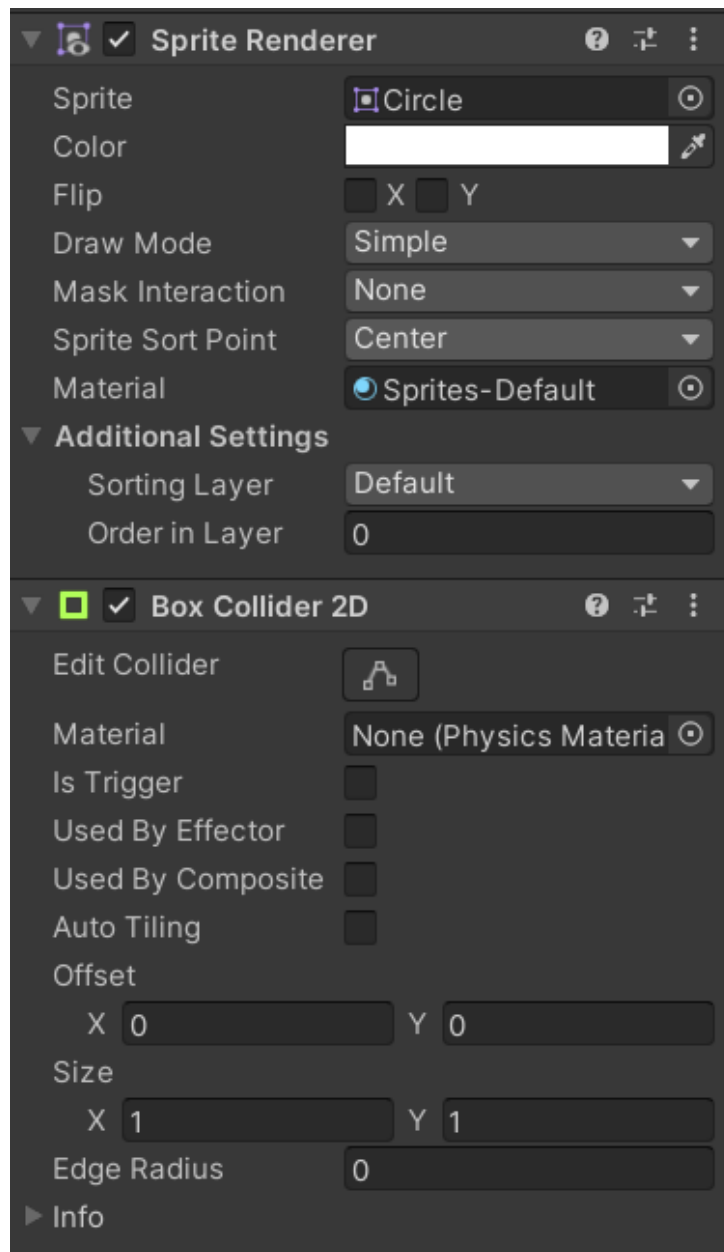 Sprite Renderer
Sprite Circle
Color
Flip X Y
Draw Mode Simple
Mask Interaction None
Sprite Sort Point Center
Material Sprites-Default
Additional Settings
Sorting Layer Default
Order in Layer 0
Box Collider 2D
Edit Collider
Material None (Physics Materia
Is Trigger
Used By Effector
Used By Composite
Auto Tiling
Offset
X 0 Y 0
Size
X 1 Y 1
Edge Radius 0
Info